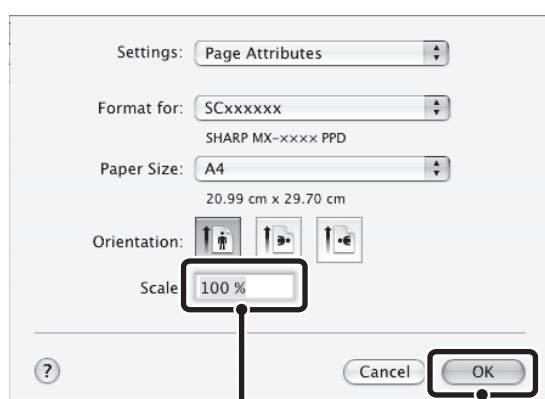 Settings: Page Attributes
Format for: SCxxxxxx
SHARP MX-×××× PPD
Paper Size: A4
20.99 cm x 29.70 cm
Orientation:
Scale 100 %
? Cancel OK